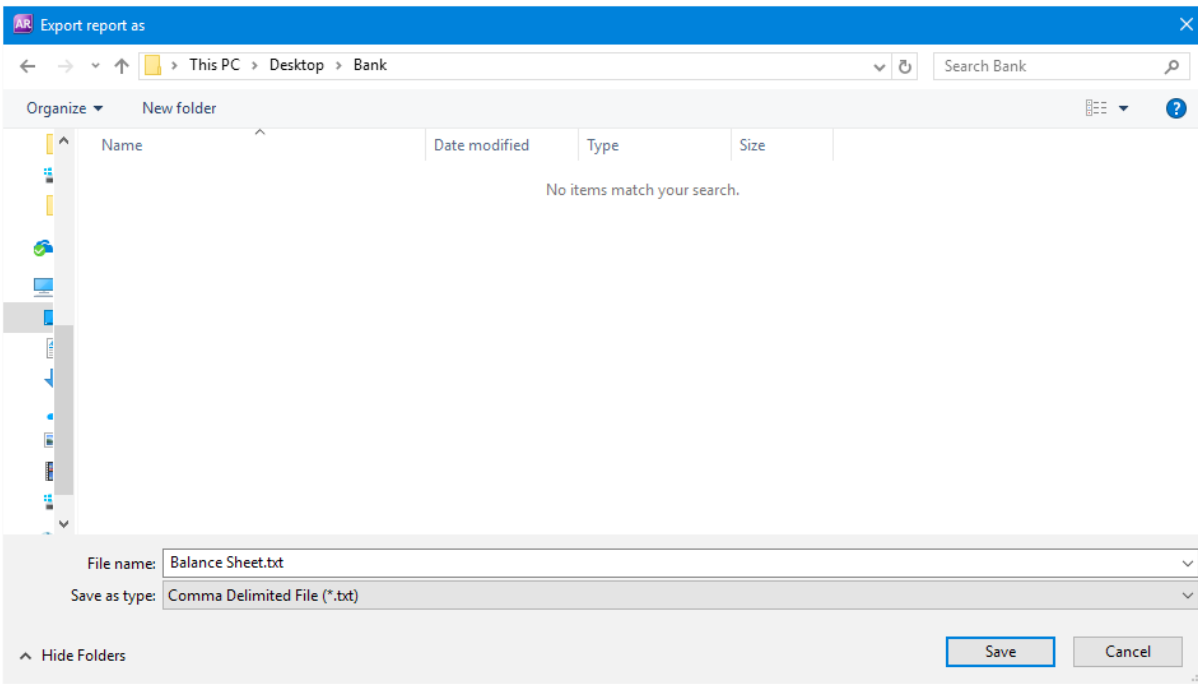 AR Export report as
This PC > Desktop > Bank
Search Bank
Organize
New folder
?
Name
Date modified
Type
Size
No items match your search.
File name: Balance Sheet.txt
Save as type: Comma Delimited File (*.txt)
Hide Folders
Save
Cancel